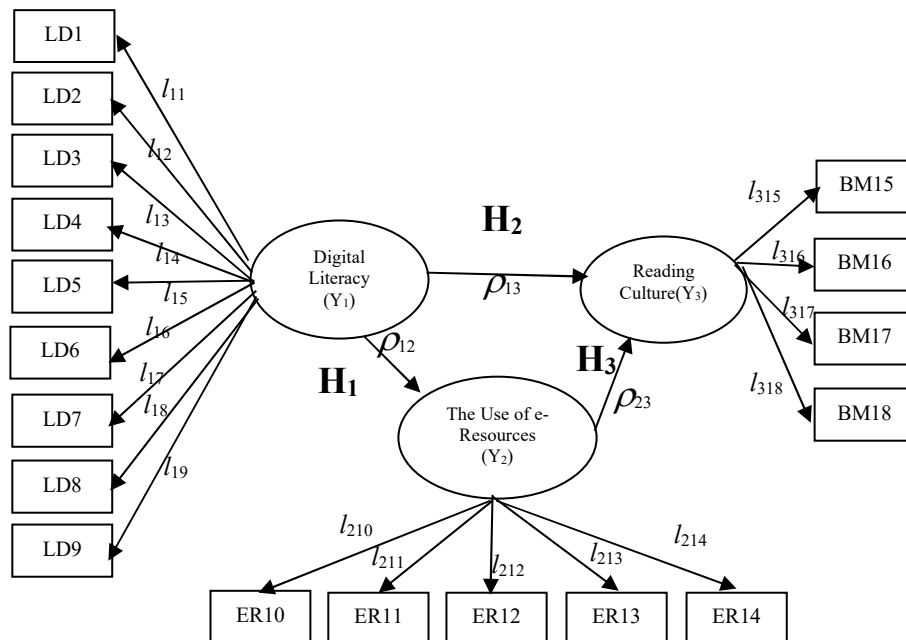 LD1
LD2
LD3
LD4
LD5
LD6
LD7
LD8
LD9
l11
l12
l13
l14
l15
l16
l17
l18
l19
Digital
Literacy
(Y1)
H2
ρ13
Reading
Culture(Y3)
H1
ρ12
H3
ρ23
The Use of e-
Resources
(Y2)
l315
l316
l317
l318
BM15
BM16
BM17
BM18
l210
l211
l212
l213
l214
ER10
ER11
ER12
ER13
ER14